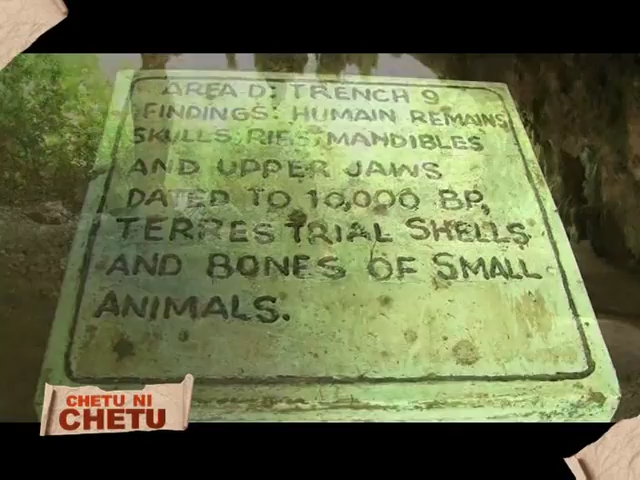 AREA D: TRENCH 9
FINDINGS: HUMAIN REMAINS,
SKULLS, RIBS, MANDIBLES
AND UPPER JAWS
DATED TO 10,000 BP,
TERRESTRIAL SHELLS
AND BONES OF SMALL
ANIMALS.
CHETU NI
CHETU